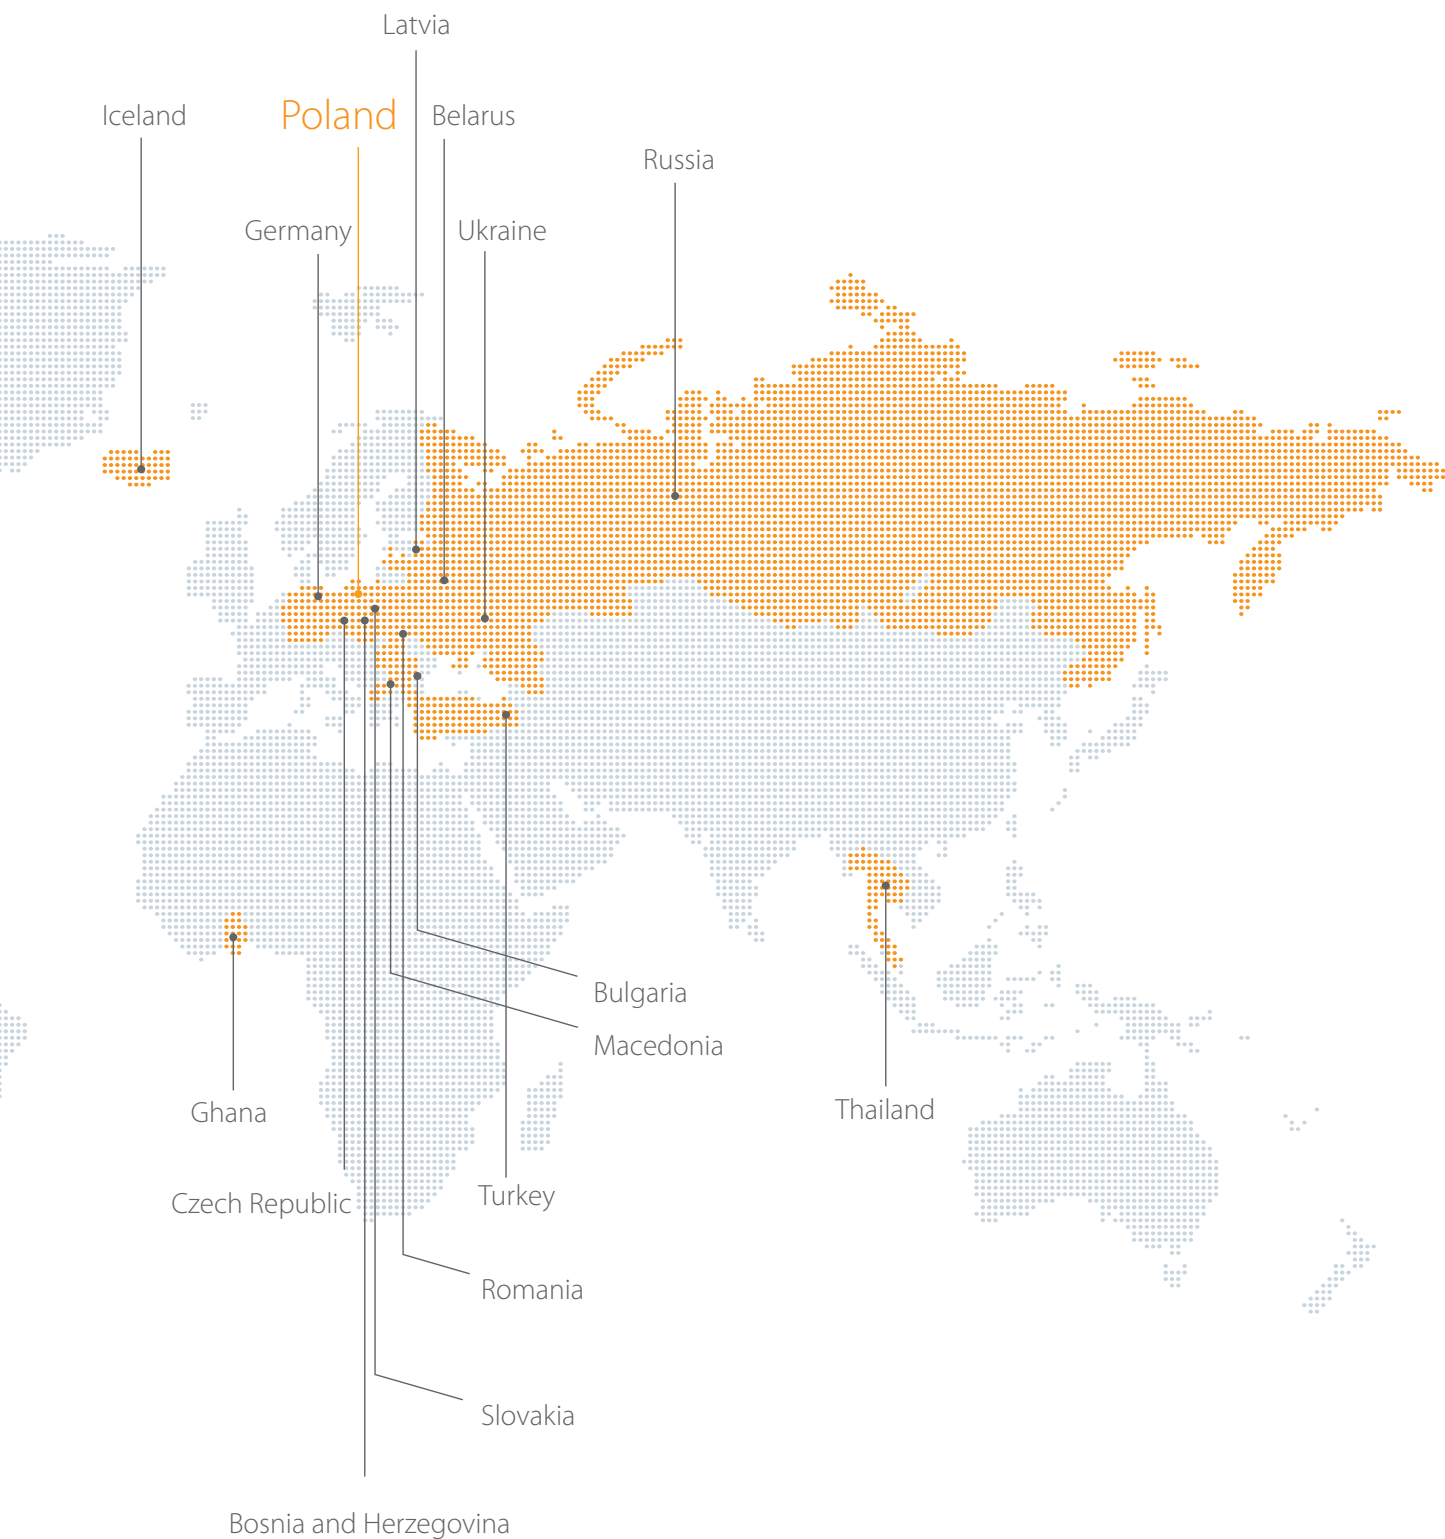 Latvia
Iceland
Poland
Belarus
Russia
Germany
Ukraine
Bulgaria
Macedonia
Ghana
Thailand
Czech Republic
Turkey
Romania
Slovakia
Bosnia and Herzegovina